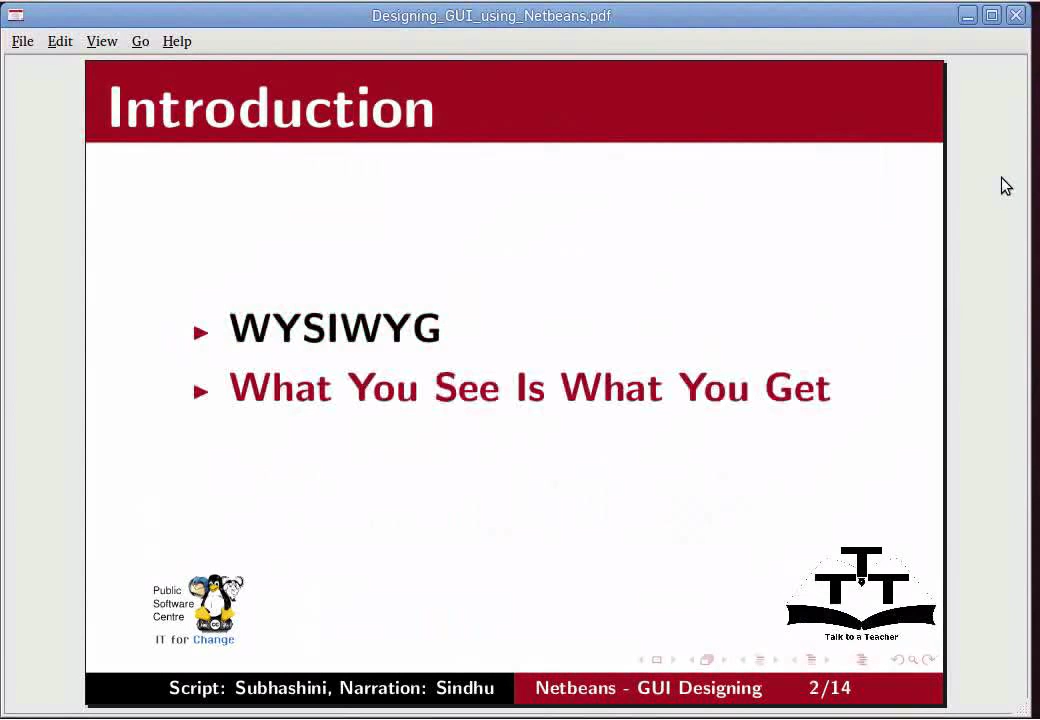 Designing_GUI_using_Netbeans.pdf
File Edit View Go Help
Introduction
WYSIWYG
What You See Is What You Get
Public
Software
Centre
IT for Change
T T T
Talk to a Teacher
Script: Subhashini, Narration: Sindhu Netbeans - GUI Designing 2/14